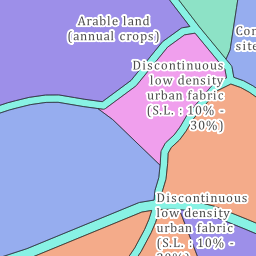 Arable land
(annual crops)
Discontinuous
low density
urban fabric
(S.L. : 10% -
30%)
Discontinuous
low density
urban fabric
(S.L. : 10% -